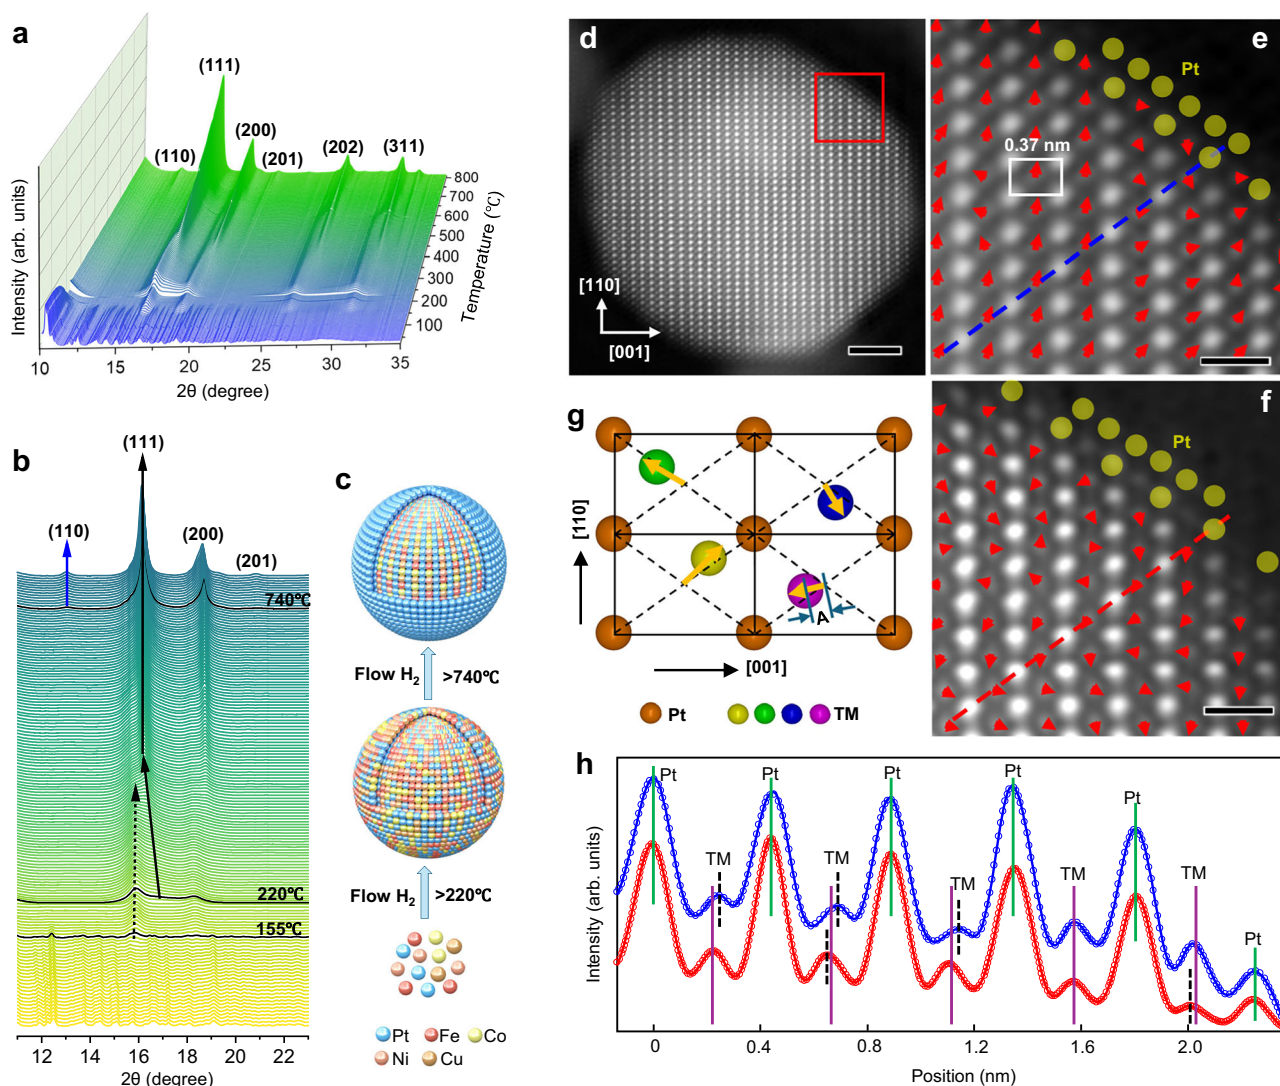 a
Intensity (arb. units)
(111)
(200)
(110)
(201)
(202)
(311)
800
700
600
500
400
300
200
100
Temperature (℃)
10
15
20
25
30
35
2θ (degree)
b
(111)
(110)
(200)
(201)
740℃
220℃
155℃
12
14
16
18
20
22
2θ (degree)
c
Flow H2
>740℃
Flow H2
>220℃
Pt
Fe
Co
Ni
Cu
d
[110]
[001]
e
Pt
0.37 nm
f
Pt
g
[110]
A
[001]
Pt
TM
h
Intensity (arb. units)
Pt
Pt
Pt
Pt
Pt
TM
TM
TM
TM
TM
Pt
0
0.4
0.8
1.2
1.6
2.0
Position (nm)